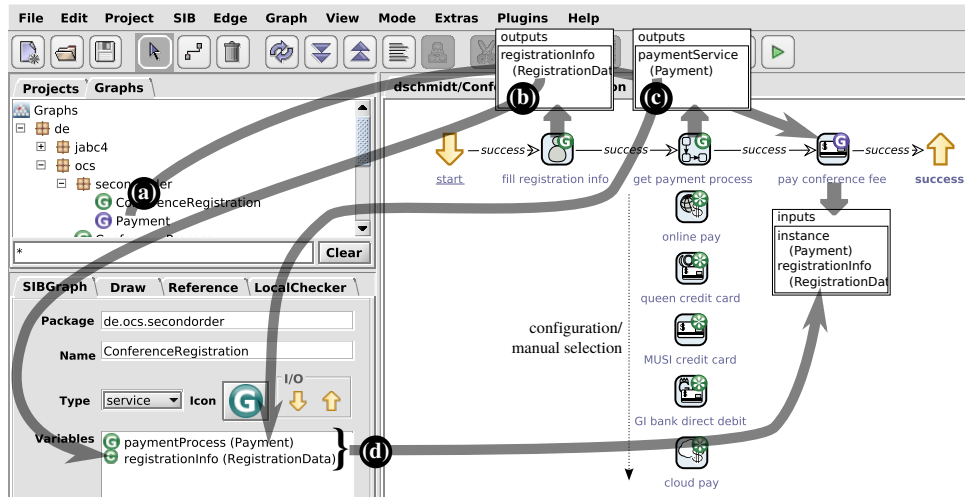 File Edit Project SIB Edge Graph View Mode Extras Plugins Help
outputs
registrationInfo
(RegistrationDat
outputs
paymentService
(Payment)
Projects Graphs
dschmidt/Conf
on
(b)
(c)
Graphs
de
jabc4
ocs
secondorder
ConferenceRegistration
Payment
(a)
success
success
success
success
start
fill registration info
get payment process
pay conference fee
success
online pay
queen credit card
MUSI credit card
GI bank direct debit
cloud pay
configuration/
manual selection
inputs
instance
(Payment)
registrationInfo
(RegistrationDat
*
Clear
SIBGraph Draw Reference LocalChecker
Package de.ocs.secondorder
Name ConferenceRegistration
I/O
Type service Icon G
Variables
paymentProcess (Payment)
registrationInfo (RegistrationData)
}
(d)